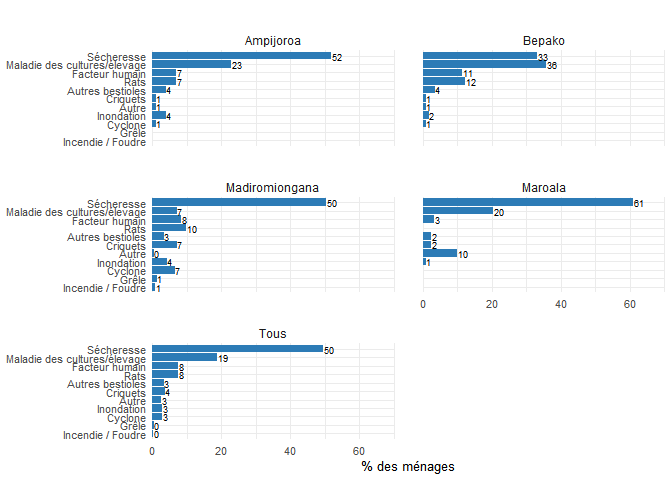 Ampijoroa
Bepako
Sécheresse 52 33
Maladie des cultures/élevage 23 36
Facteur humain 7 11
Rats 7 12
Autres bestioles 4 4
Criquets 1 1
Autre 1 1
Inondation 4 2
Cyclone 1 1
Grêle
Incendie / Foudre
Madiromiongana
Maroala
Sécheresse 50 61
Maladie des cultures/élevage 7 20
Facteur humain 8 3
Rats 10
Autres bestioles 3 2
Criquets 7 2
Autre 0 10
Inondation 4 1
Cyclone 7
Grêle 1
Incendie / Foudre 1
0 20 40 60
Tous
Sécheresse 50
Maladie des cultures/élevage 19
Facteur humain 8
Rats 8
Autres bestioles 3
Criquets 4
Autre 3
Inondation 3
Cyclone 3
Grêle 0
Incendie / Foudre 0
0 20 40 60
% des ménages